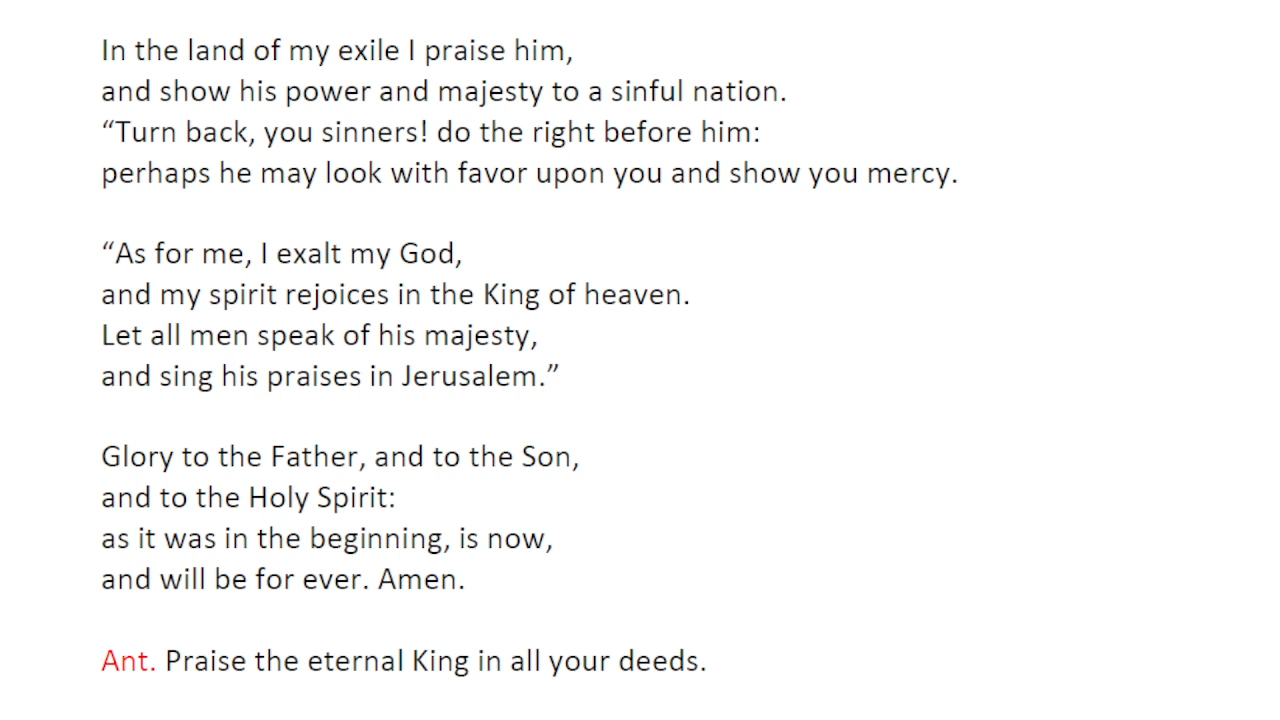 In the land of my exile I praise him,
and show his power and majesty to a sinful nation.
“Turn back, you sinners! do the right before him:
perhaps he may look with favor upon you and show you mercy.
“As for me, I exalt my God,
and my spirit rejoices in the King of heaven.
Let all men speak of his majesty,
and sing his praises in Jerusalem.”
Glory to the Father, and to the Son,
and to the Holy Spirit:
as it was in the beginning, is now,
and will be for ever. Amen.
Ant. Praise the eternal King in all your deeds.